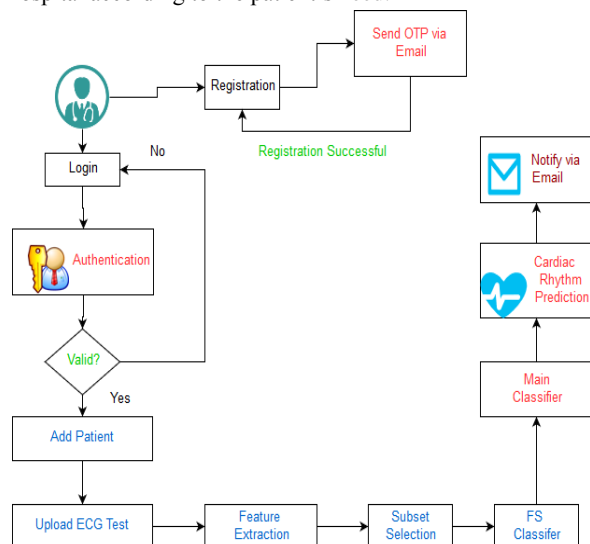 Send OTP via
Email
Registration
Registration Successful
No
Login
Notify via
Email
Authentication
Cardiac
Rhythm
Prediction
Valid?
Main
Classifier
Yes
Add Patient
Upload ECG Test
Feature
Extraction
Subset
Selection
FS
Classifer